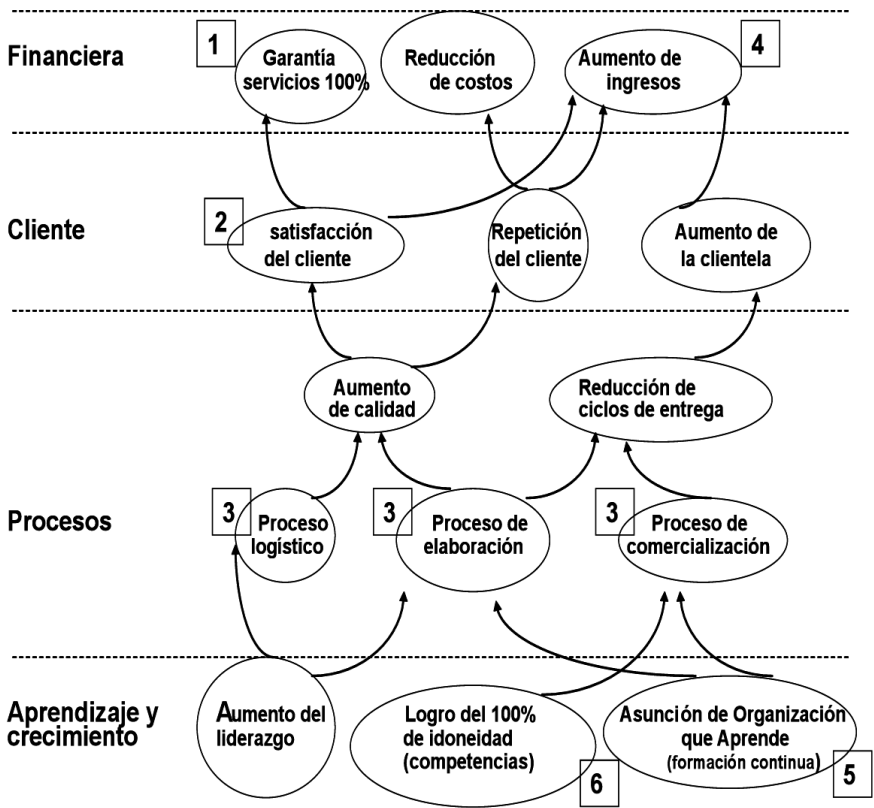 Financiera
1
Garantía
servicios 100%
Reducción
de costos
Aumento de
ingresos
4
Cliente
2
satisfacción
del cliente
Repetición
del cliente
Aumento de
la clientela
Aumento
de calidad
Reducción de
ciclos de entrega
Procesos
3
Proceso
logístico
3
Proceso de
elaboración
3
Proceso de
comercialización
Aprendizaje y
crecimiento
Aumento del
liderazgo
Logro del 100%
de idoneidad
(competencias)
6
Asunción de Organización
que Aprende
(formación continua)
5